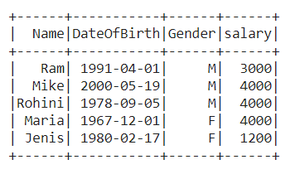 +------+-----------+------+------+
|  Name|DateOfBirth|Gender|salary|
+------+-----------+------+------+
|   Ram| 1991-04-01|     M|  3000|
|  Mike| 2000-05-19|     M|  4000|
|Rohini| 1978-09-05|     M|  4000|
| Maria| 1967-12-01|     F|  4000|
| Jenis| 1980-02-17|     F|  1200|
+------+-----------+------+------+